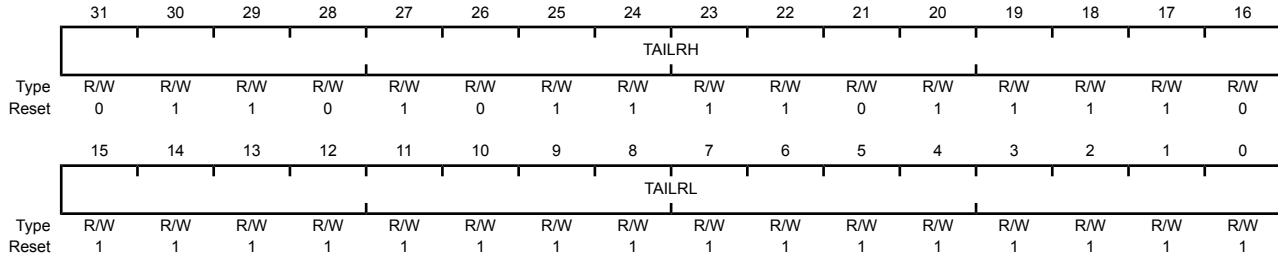 31 30 29 28 27 26 25 24 23 22 21 20 19 18 17 16
TAILRH
Type R/W R/W R/W R/W R/W R/W R/W R/W R/W R/W R/W R/W R/W R/W R/W R/W
Reset 0 1 1 0 1 0 1 1 1 1 0 1 1 1 1 0
15 14 13 12 11 10 9 8 7 6 5 4 3 2 1 0
TAILRL
Type R/W R/W R/W R/W R/W R/W R/W R/W R/W R/W R/W R/W R/W R/W R/W R/W
Reset 1 1 1 1 1 1 1 1 1 1 1 1 1 1 1 1